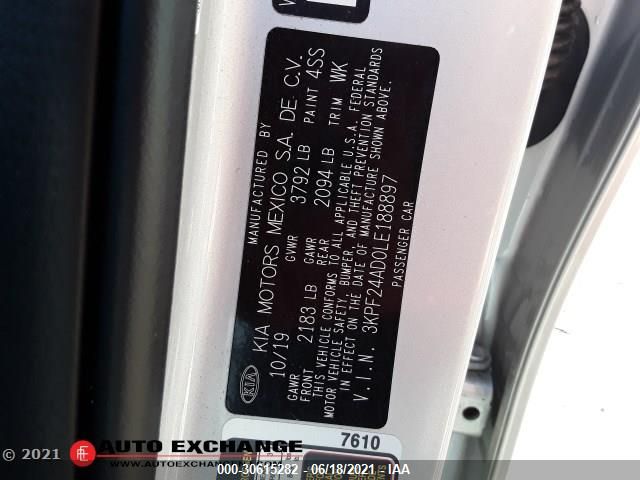 MANUFACTURED BY
KIA KIA MOTORS MEXICO S.A. DE C.V.
10/19 GVWR 3792 LB PAINT 4SS
GAWR FRONT 2183 LB GAWR REAR 2094 LB TRIM WK
THIS VEHICLE CONFORMS TO ALL APPLICABLE U.S.A. FEDERAL
MOTOR VEHICLE SAFETY, BUMPER, AND THEFT PREVENTION STANDARDS
IN EFFECT ON THE DATE OF MANUFACTURE SHOWN ABOVE.
V.I.N. 3KPF24AD0LE188897
PASSENGER CAR
7610
© 2021 AUTO EXCHANGE
000-30615282 - 06/18/2021 - IAA